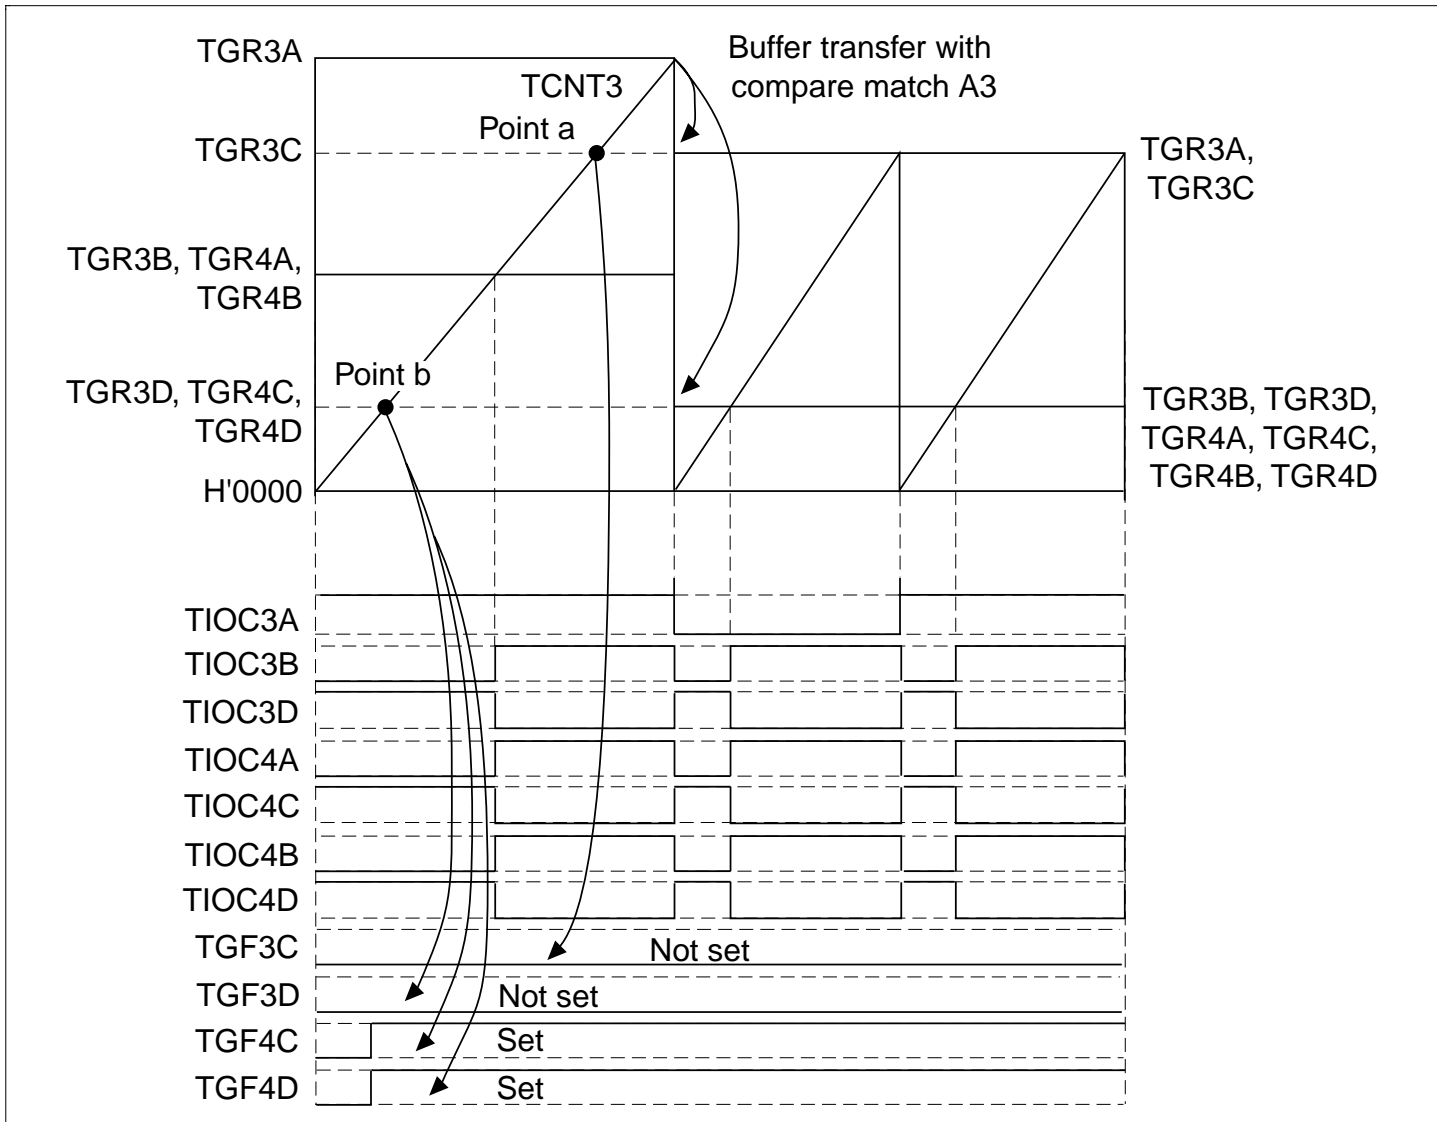 TGR3A
Buffer transfer with
compare match A3
TCNT3
Point a
TGR3C
TGR3A,
TGR3C
TGR3B, TGR4A,
TGR4B
Point b
TGR3D, TGR4C,
TGR4D
TGR3B, TGR3D,
TGR4A, TGR4C,
TGR4B, TGR4D
H'0000
TIOC3A
TIOC3B
TIOC3D
TIOC4A
TIOC4C
TIOC4B
TIOC4D
TGF3C
Not set
TGF3D
Not set
TGF4C
Set
TGF4D
Set